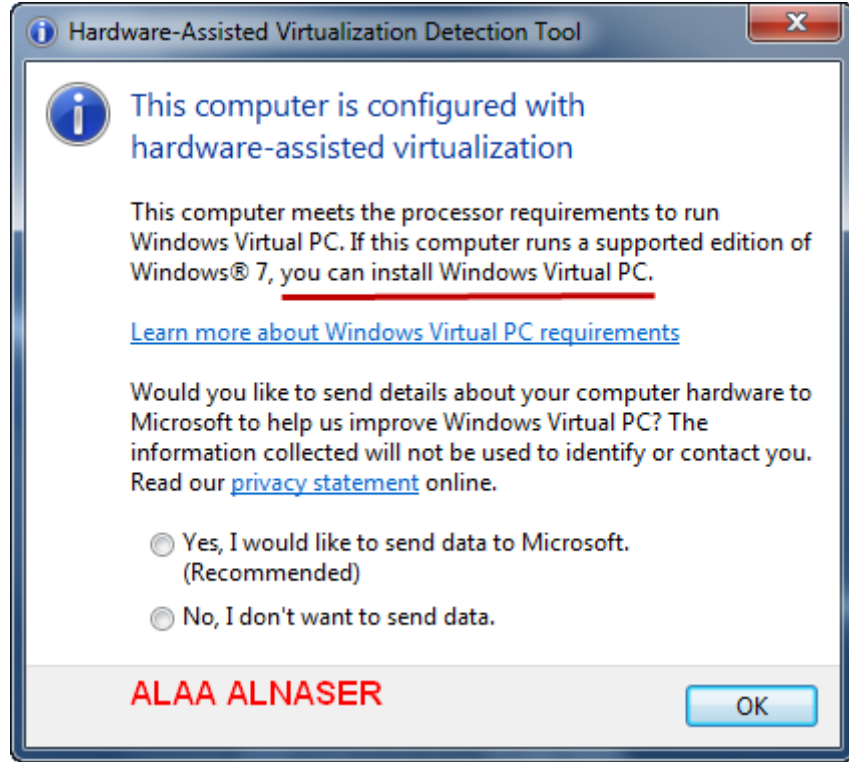 Hardware-Assisted Virtualization Detection Tool
This computer is configured with
hardware-assisted virtualization
This computer meets the processor requirements to run
Windows Virtual PC. If this computer runs a supported edition of
Windows® 7, you can install Windows Virtual PC.
Learn more about Windows Virtual PC requirements
Would you like to send details about your computer hardware to
Microsoft to help us improve Windows Virtual PC? The
information collected will not be used to identify or contact you.
Read our privacy statement online.
Yes, I would like to send data to Microsoft.
(Recommended)
No, I don't want to send data.
ALAA ALNASER
OK